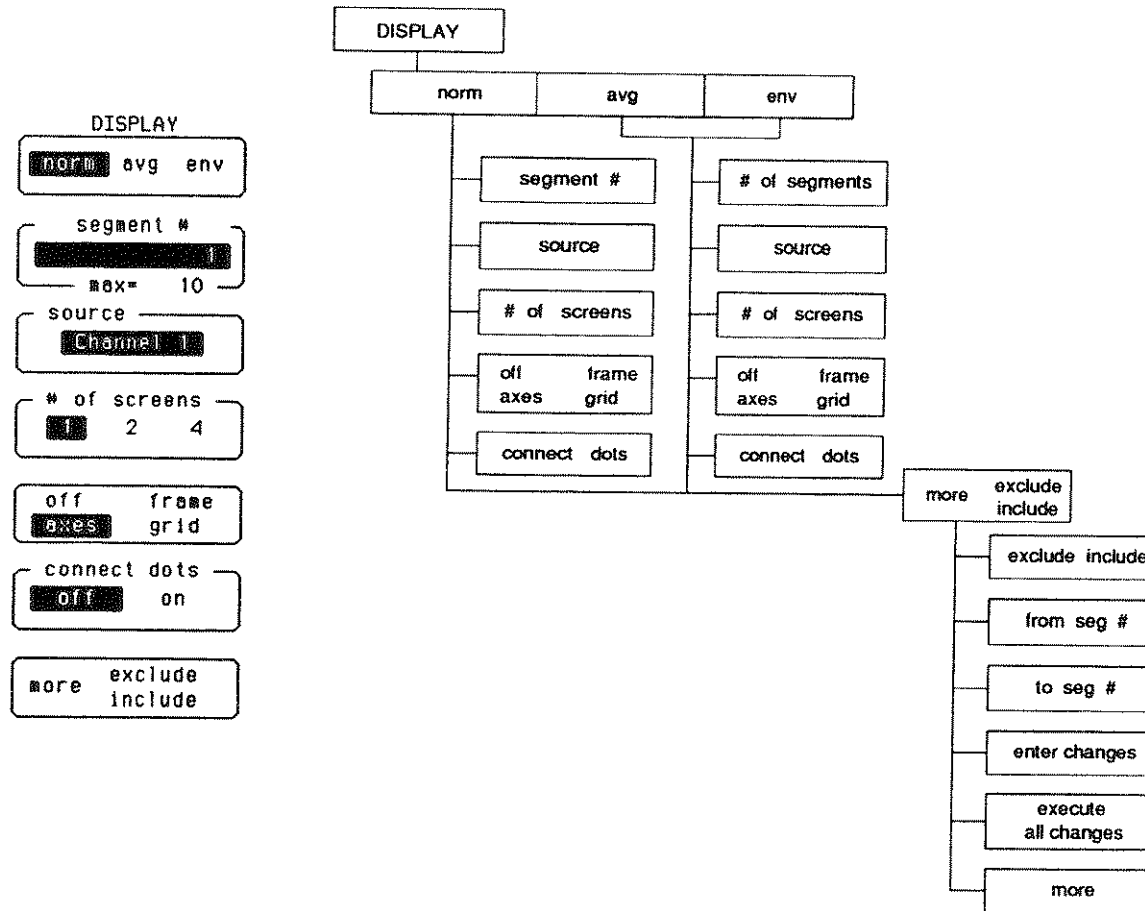 DISPLAY
norm avg env
segment #
1
max= 10
source
Channel 1
# of screens
1 2 4
off frame
axes grid
connect dots
off on
more exclude
include
DISPLAY
norm avg env
segment #
source
# of screens
off frame
axes grid
connect dots
# of segments
source
# of screens
off frame
axes grid
connect dots
more exclude
include
exclude include
from seg #
to seg #
enter changes
execute
all changes
more